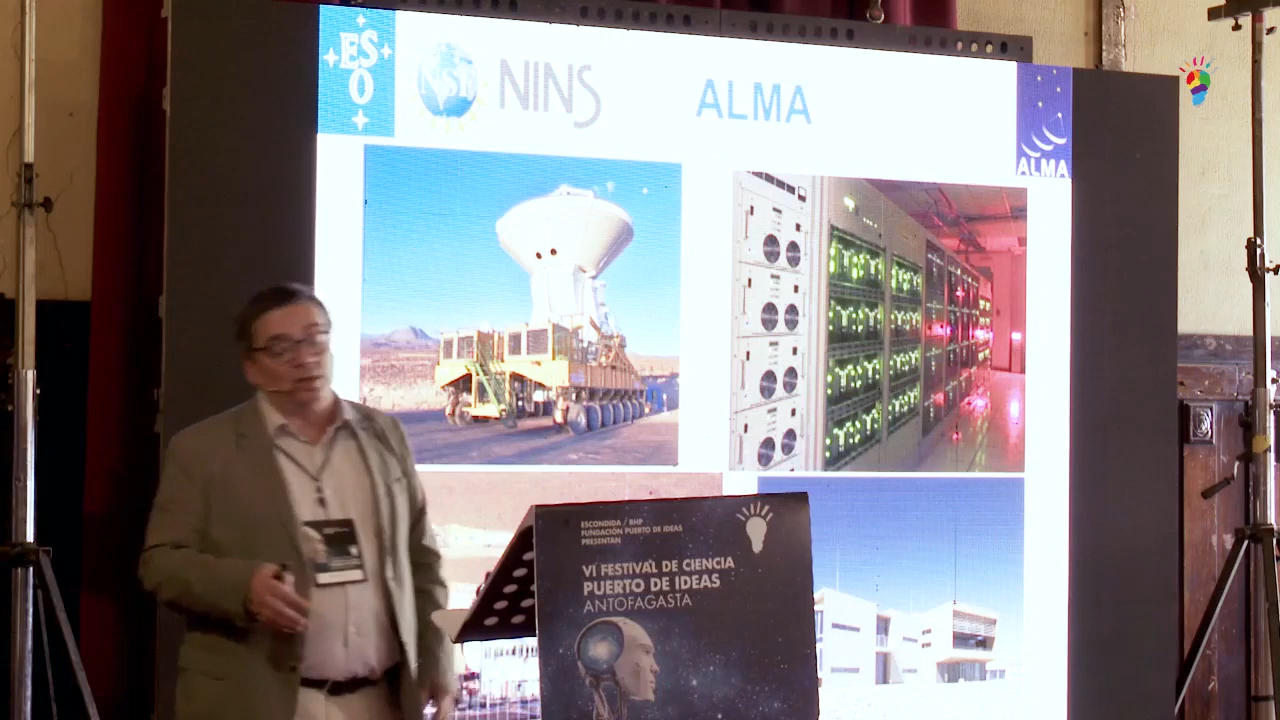 ES
O
NSF
NINS
ALMA
ALMA
ESCONDIDA / BHP
FUNDACIÓN PUERTO DE IDEAS
PRESENTAN
VI FESTIVAL DE CIENCIA
PUERTO DE IDEAS
ANTOFAGASTA